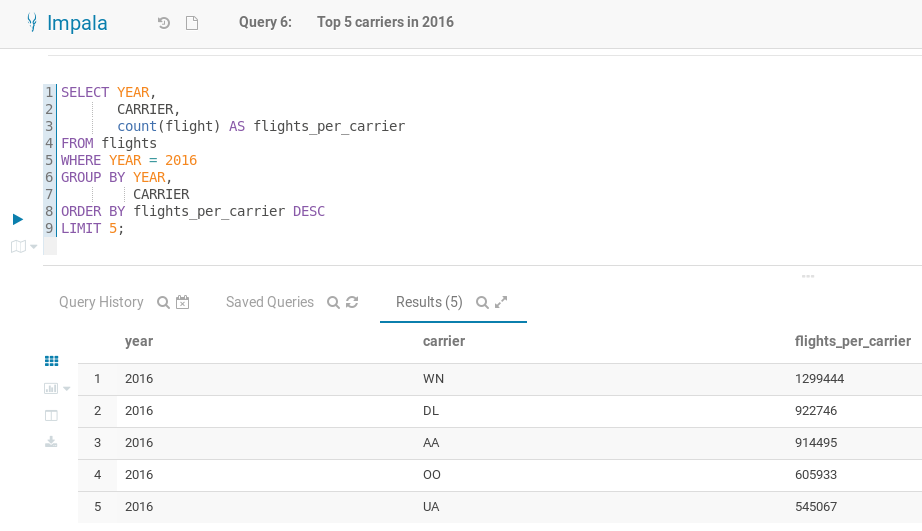 Impala Query 6: Top 5 carriers in 2016
1 SELECT YEAR,
2 CARRIER,
3 count(flight) AS flights_per_carrier
4 FROM flights
5 WHERE YEAR = 2016
6 GROUP BY YEAR,
7 CARRIER
8 ORDER BY flights_per_carrier DESC
9 LIMIT 5;
Query History Saved Queries Results (5)
year carrier flights_per_carrier
1 2016 WN 1299444
2 2016 DL 922746
3 2016 AA 914495
4 2016 OO 605933
5 2016 UA 545067